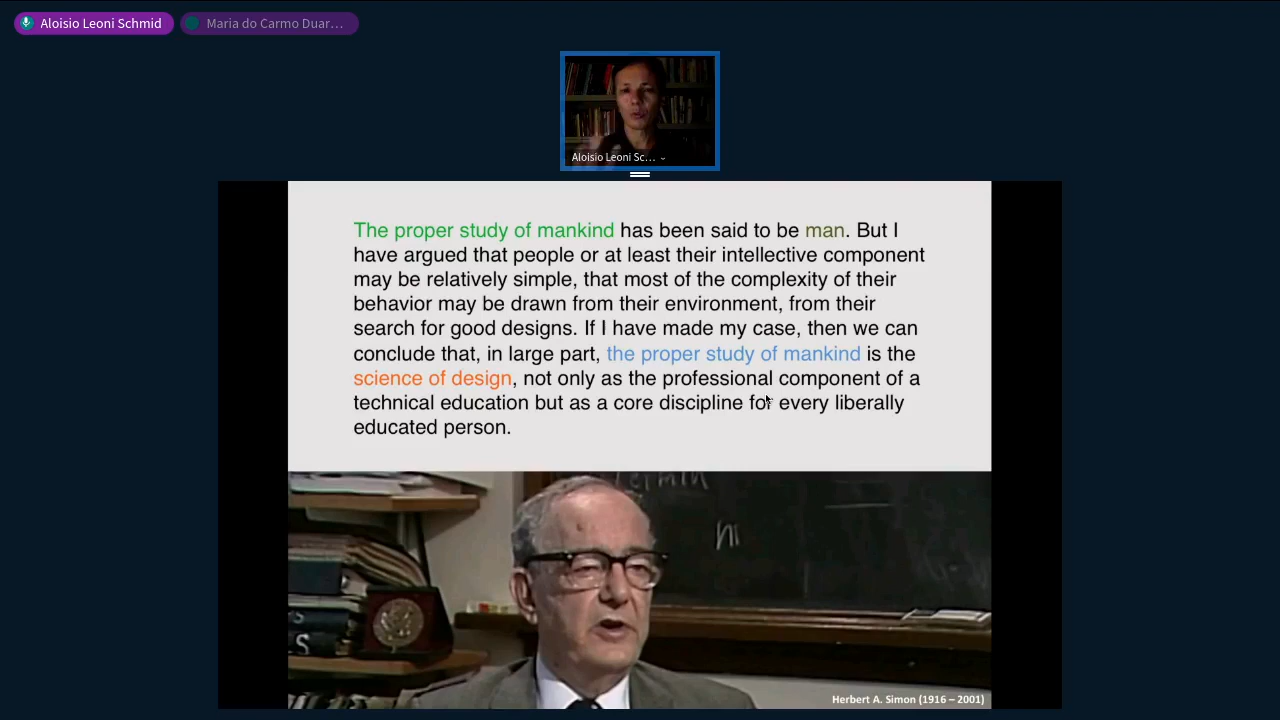 Aloisio Leoni Schmid
Maria do Carmo Duar…
Aloisio Leoni Sc…
The proper study of mankind has been said to be man. But I
have argued that people or at least their intellective component
may be relatively simple, that most of the complexity of their
behavior may be drawn from their environment, from their
search for good designs. If I have made my case, then we can
conclude that, in large part, the proper study of mankind is the
science of design, not only as the professional component of a
technical education but as a core discipline for every liberally
educated person.
Herbert A. Simon (1916 – 2001)